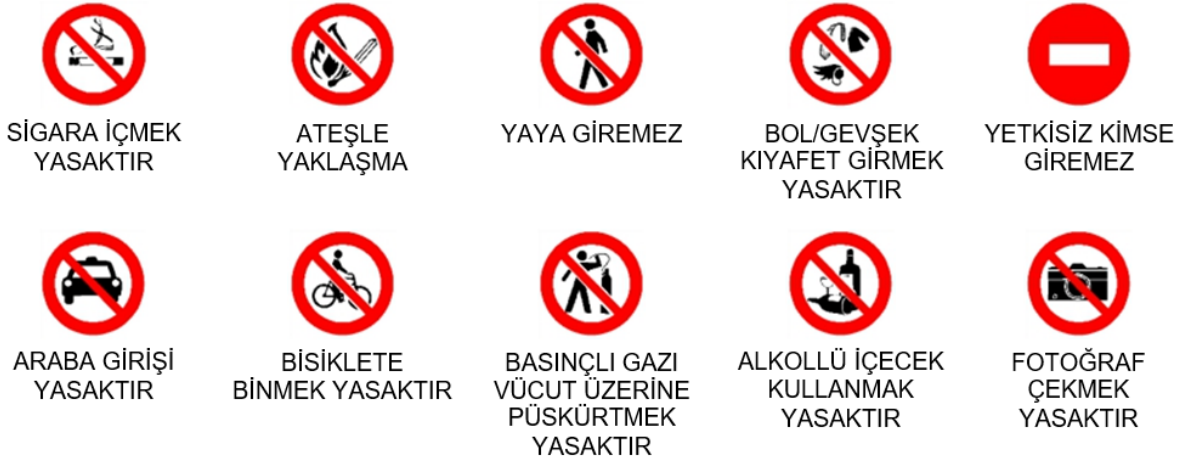 SİGARA İÇMEK
YASAKTIR
ATEŞLE
YAKLAŞMA
YAYA GİREMEZ
BOL/GEVŞEK
KIYAFET GİRMEK
YASAKTIR
YETKİSİZ KİMSE
GİREMEZ
ARABA GİRİŞİ
YASAKTIR
BİSİKLETE
BİNMEK YASAKTIR
BASINÇLI GAZI
VÜCUT ÜZERİNE
PÜSKÜRTMEK
YASAKTIR
ALKOLLÜ İÇECEK
KULLANMAK
YASAKTIR
FOTOĞRAF
ÇEKMEK
YASAKTIR